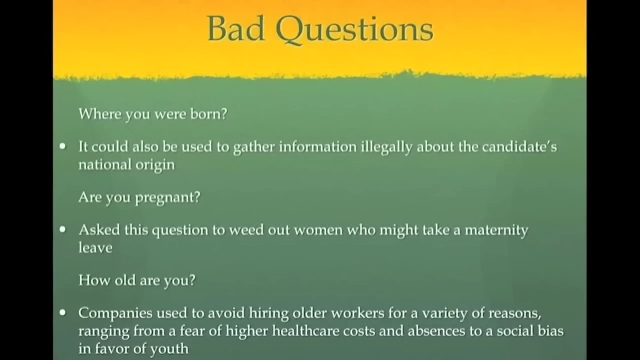 Bad Questions
Where you were born?
• It could also be used to gather information illegally about the candidate's
national origin
Are you pregnant?
• Asked this question to weed out women who might take a maternity
leave
How old are you?
• Companies used to avoid hiring older workers for a variety of reasons,
ranging from a fear of higher healthcare costs and absences to a social bias
in favor of youth